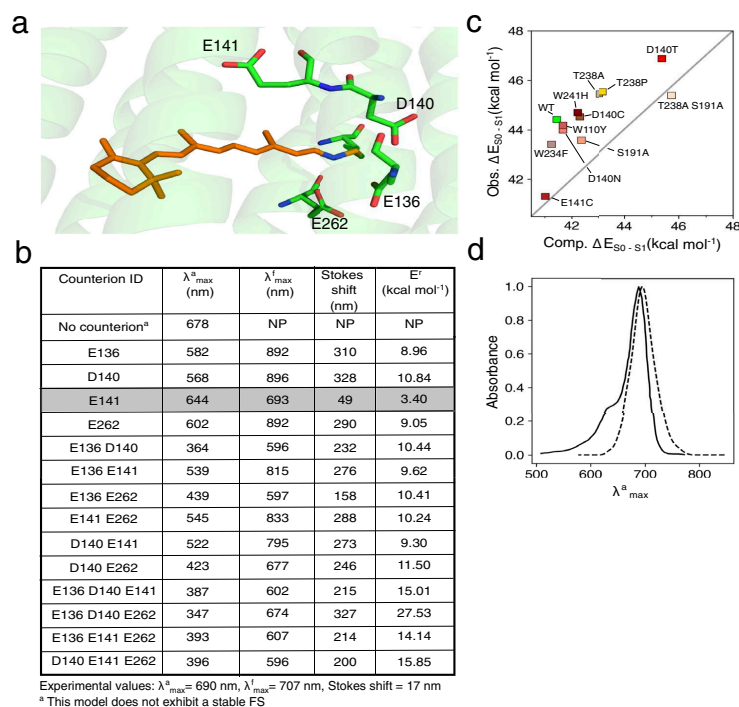 a
E141
D140
E136
E262
b
Counterion ID λᵃmax (nm) λᶠmax (nm) Stokes shift (nm) Eʳ (kcal mol⁻¹)
No counterionᵃ 678 NP NP NP
E136 582 892 310 8.96
D140 568 896 328 10.84
E141 644 693 49 3.40
E262 602 892 290 9.05
E136 D140 364 596 232 10.44
E136 E141 539 815 276 9.62
E136 E262 439 597 158 10.41
E141 E262 545 833 288 10.24
D140 E141 522 795 273 9.30
D140 E262 423 677 246 11.50
E136 D140 E141 387 602 215 15.01
E136 D140 E262 347 674 327 27.53
E136 E141 E262 393 607 214 14.14
D140 E141 E262 396 596 200 15.85
Experimental values: λᵃmax= 690 nm, λᶠmax= 707 nm, Stokes shift = 17 nm
ᵃ This model does not exhibit a stable FS
c
Obs. ΔE S0 - S1 (kcal mol⁻¹)
48
46
44
42
D140T
T238A
T238P
T238A S191A
W241H
WT
D140C
W110Y
W234F
S191A
D140N
E141C
42 44 46 48
Comp. ΔE S0 - S1 (kcal mol⁻¹)
d
Absorbance
1.0
0.8
0.6
0.4
0.2
0.0
500 600 700 800
λᵃmax